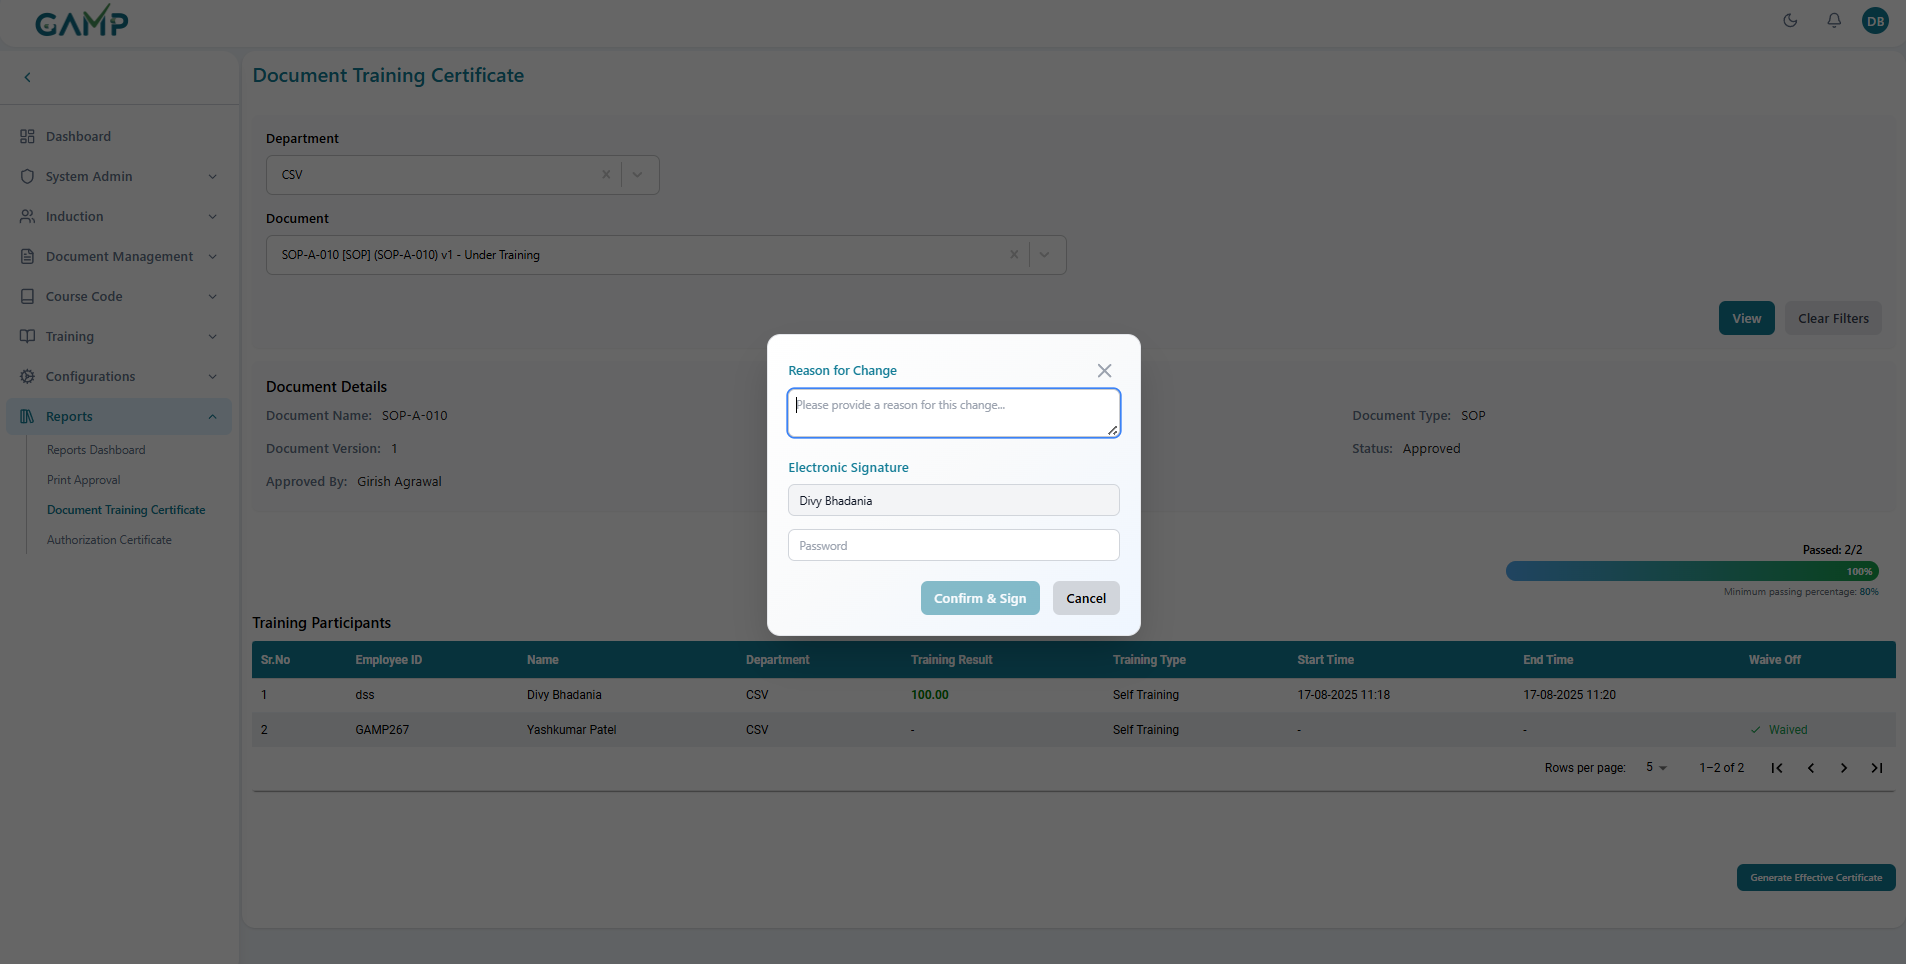 GAMP
DB
Document Training Certificate
Dashboard
System Admin
Induction
Document Management
Course Code
Training
Configurations
Reports
Reports Dashboard
Print Approval
Document Training Certificate
Authorization Certificate
Department
CSV
Document
SOP-A-010 [SOP] (SOP-A-010) v1 - Under Training
View
Clear Filters
Document Details
Document Name: SOP-A-010
Document Type: SOP
Document Version: 1
Status: Approved
Approved By: Girish Agrawal
Reason for Change
Please provide a reason for this change...
Electronic Signature
Divy Bhadania
Password
Confirm & Sign
Cancel
Passed: 2/2
100%
Minimum passing percentage: 80%
Training Participants
Sr.No Employee ID Name Department Training Result Training Type Start Time End Time Waive Off
1 dss Divy Bhadania CSV 100.00 Self Training 17-08-2025 11:18 17-08-2025 11:20
2 GAMP267 Yashkumar Patel CSV - Self Training - - Waived
Rows per page: 5 1–2 of 2
Generate Effective Certificate